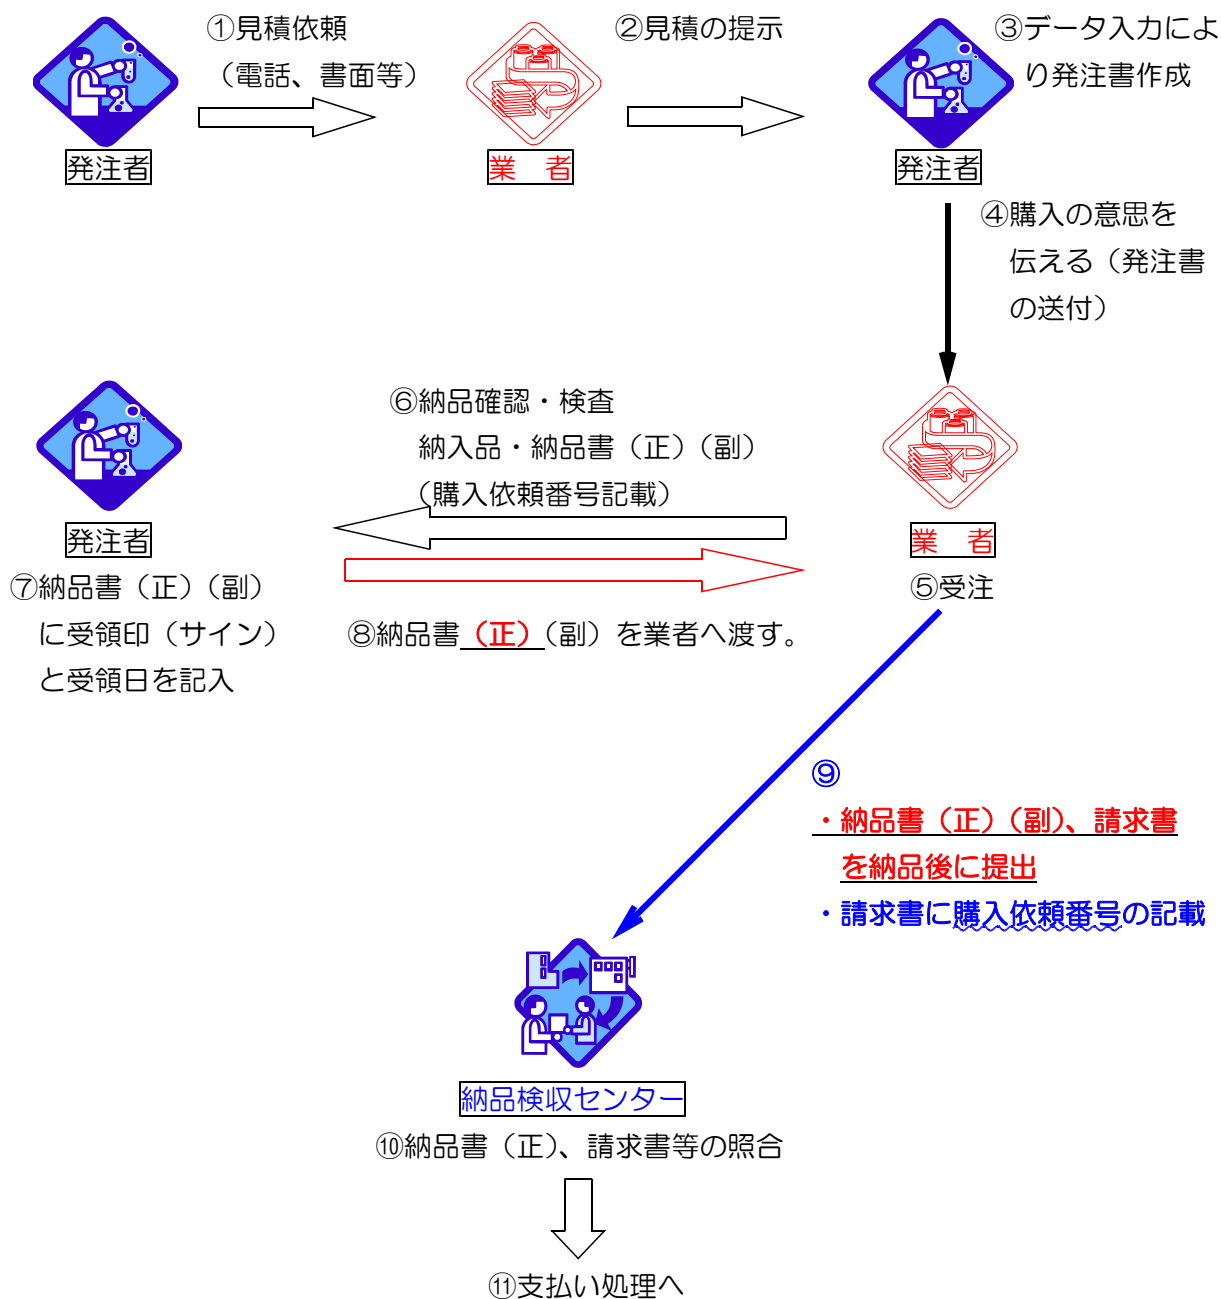 ①見積依頼
（電話、書面等）
②見積の提示
③データ入力によ
り発注書作成
発注者
業　者
発注者
④購入の意思を
伝える（発注書
の送付）
⑥納品確認・検査
納入品・納品書（正）（副）
（購入依頼番号記載）
発注者
業　者
⑦納品書（正）（副）
に受領印（サイン）
と受領日を記入
⑤受注
⑧納品書（正）（副）を業者へ渡す。
⑨
・納品書（正）（副）、請求書
を納品後に提出
・請求書に購入依頼番号の記載
納品検収センター
⑩納品書（正）、請求書等の照合
⑪支払い処理へ